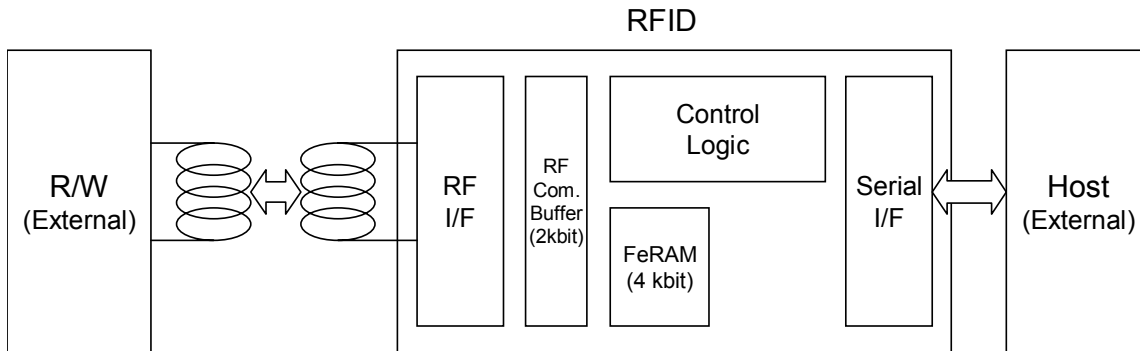 RFID
R/W
(External)
RF
I/F
RF
Com.
Buffer
(2kbit)
Control
Logic
FeRAM
(4 kbit)
Serial
I/F
Host
(External)